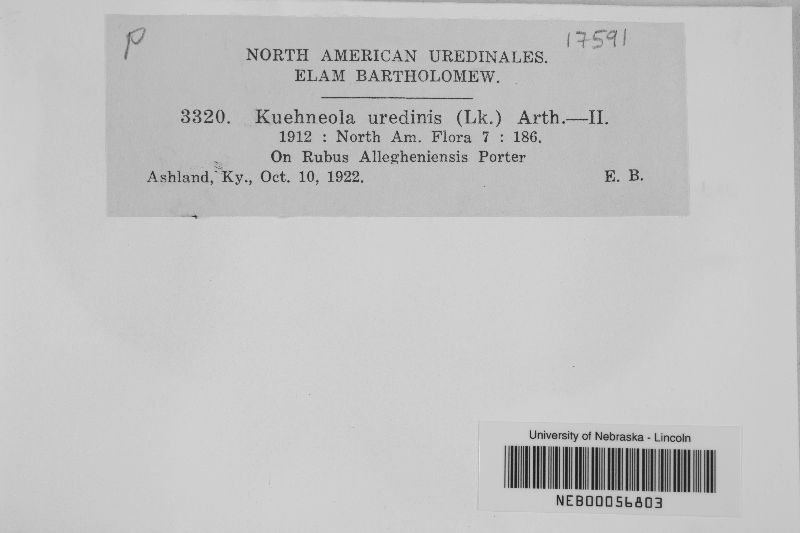 p
17591
NORTH AMERICAN UREDINALES.
ELAM BARTHOLOMEW.
3320. Kuehneola uredinis (Lk.) Arth.—II.
1912 : North Am. Flora 7 : 186.
On Rubus Allegheniensis Porter
Ashland, Ky., Oct. 10, 1922. E. B.
University of Nebraska - Lincoln
NEB00056803